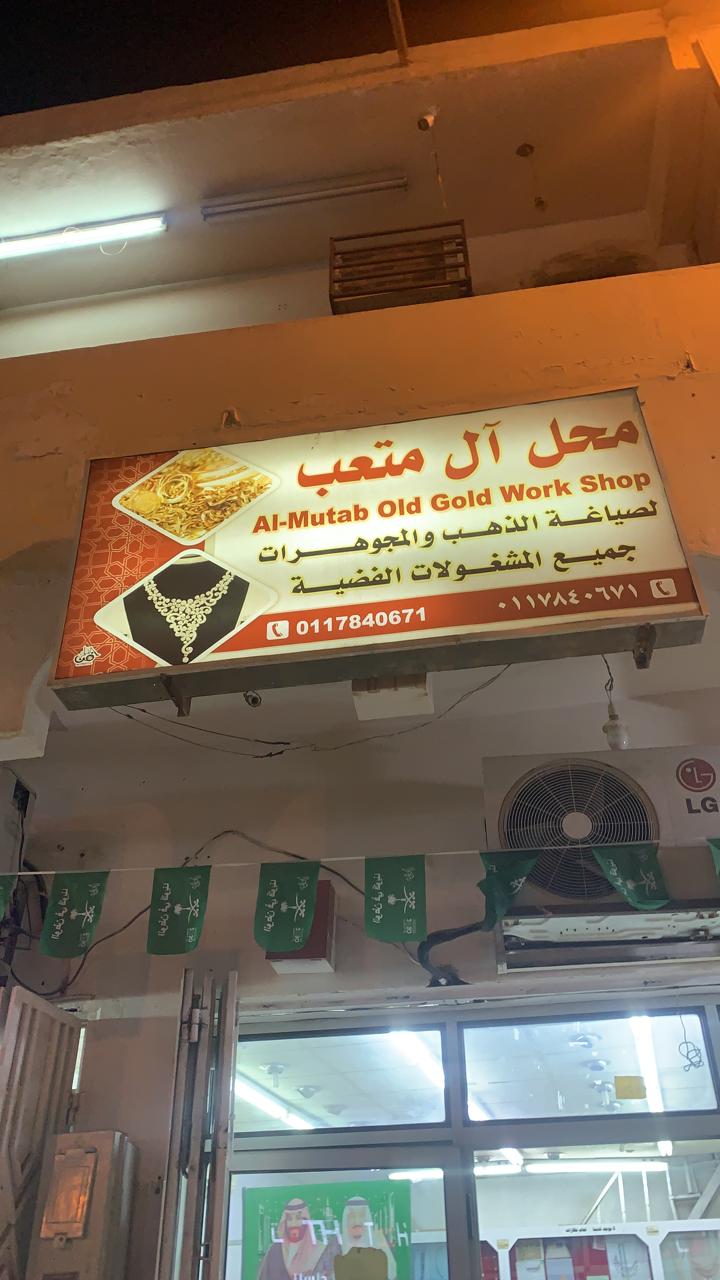 محل آل متعب
Al-Mutab Old Gold Work Shop
لصياغة الذهب والمجوهرات
جميع المشغولات الفضية
0117840671
٠١١٧٨٤٠٦٧١
LG